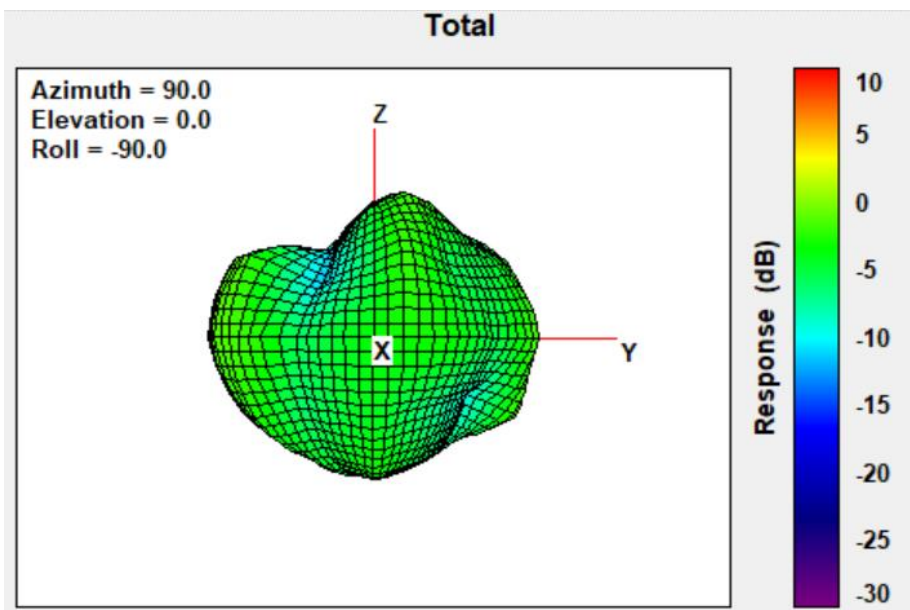 Total
Azimuth = 90.0
Elevation = 0.0
Roll = -90.0
Z
X
Y
Response (dB)
10
5
0
-5
-10
-15
-20
-25
-30